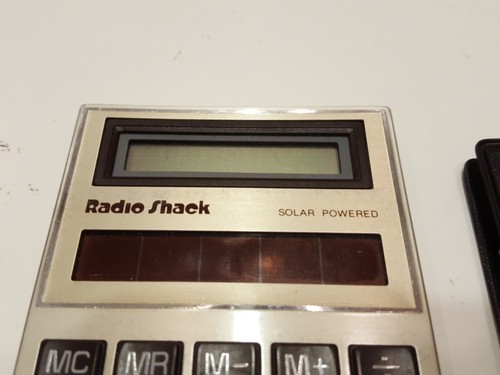 Radio Shack
SOLAR POWERED
MC MR M− M+ ÷